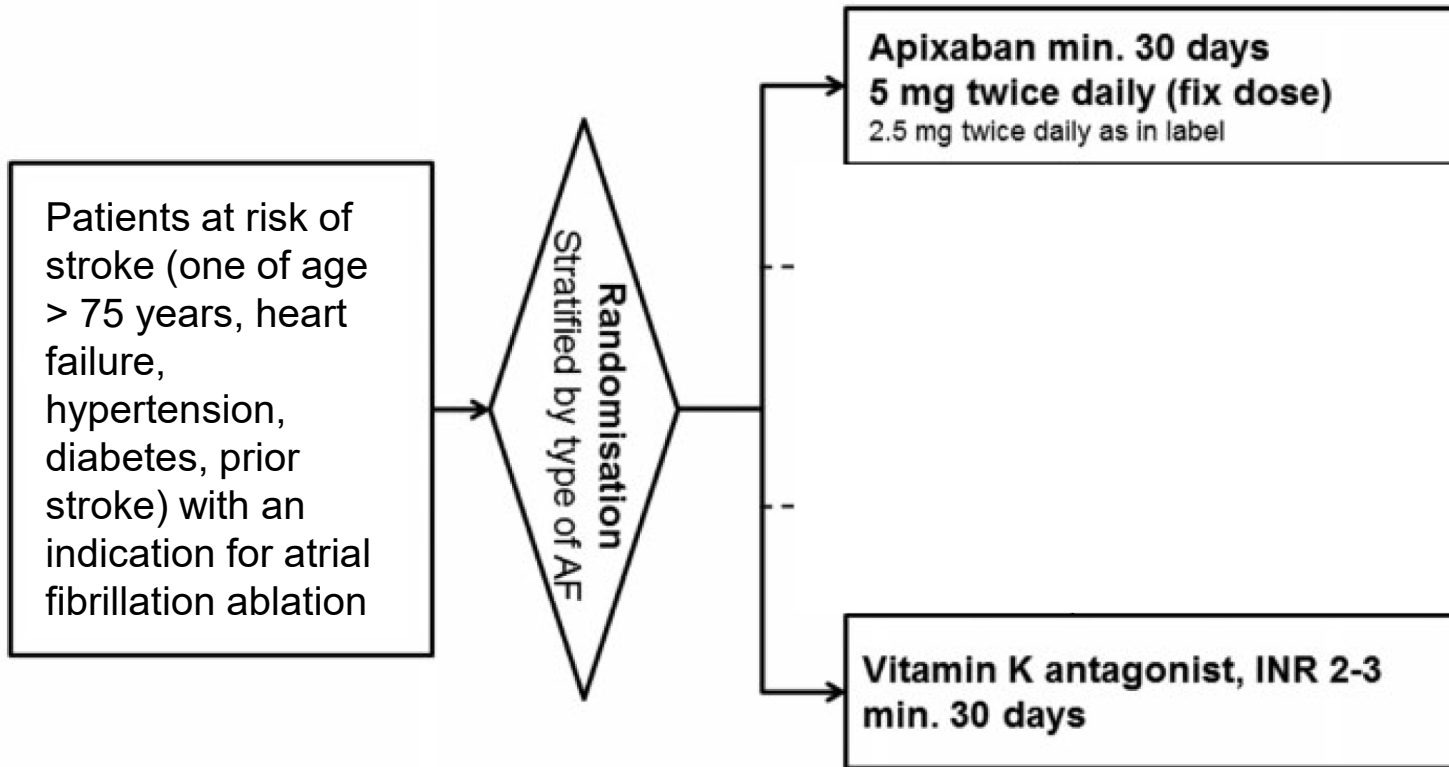 Patients at risk of
stroke (one of age
> 75 years, heart
failure,
hypertension,
diabetes, prior
stroke) with an
indication for atrial
fibrillation ablation
Randomisation
Stratified by type of AF
Apixaban min. 30 days
5 mg twice daily (fix dose)
2.5 mg twice daily as in label
Vitamin K antagonist, INR 2-3
min. 30 days